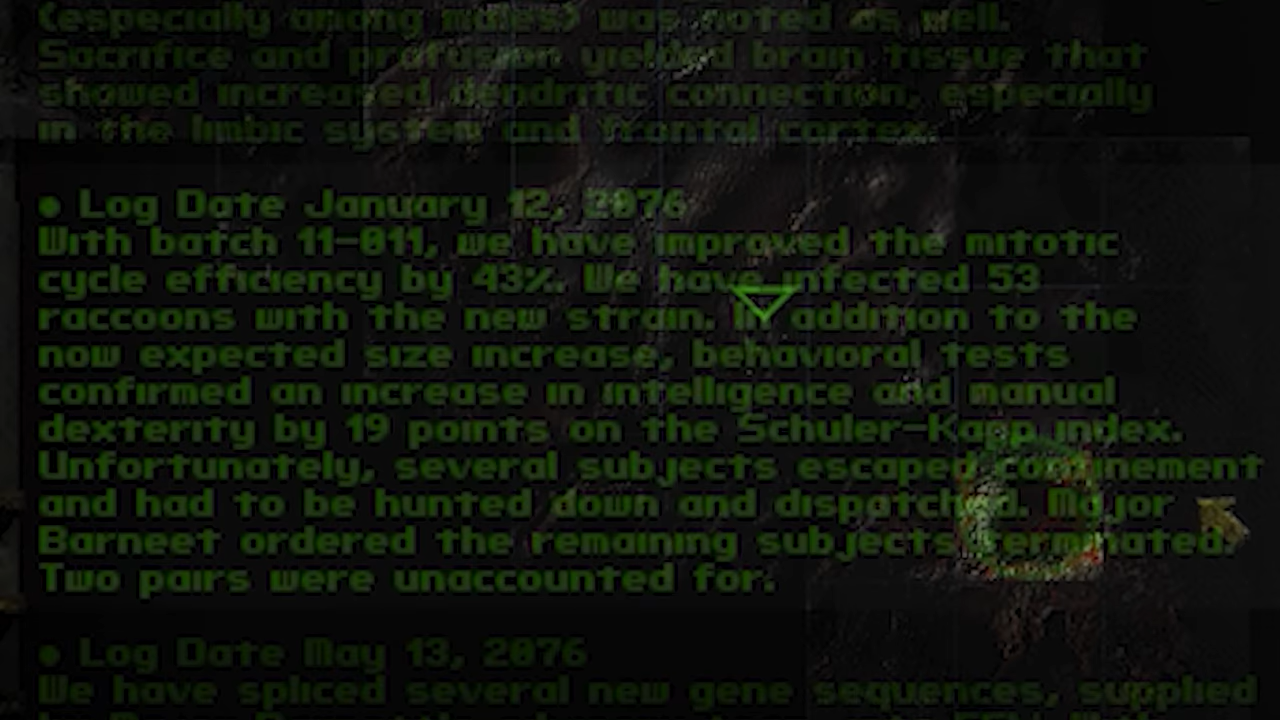 (especially among males) was noted as well.
Sacrifice and profusion yielded brain tissue that
showed increased dendritic connection, especially
in the limbic system and frontal cortex.
• Log Date January 12, 2076
With batch 11-011, we have improved the mitotic
cycle efficiency by 43%. We have infected 53
raccoons with the new strain. In addition to the
now expected size increase, behavioral tests
confirmed an increase in intelligence and manual
dexterity by 19 points on the Schuler-Kapp index.
Unfortunately, several subjects escaped confinement
and had to be hunted down and dispatched. Major
Barneet ordered the remaining subjects terminated.
Two pairs were unaccounted for.
• Log Date May 13, 2076
We have spliced several new gene sequences, supplied